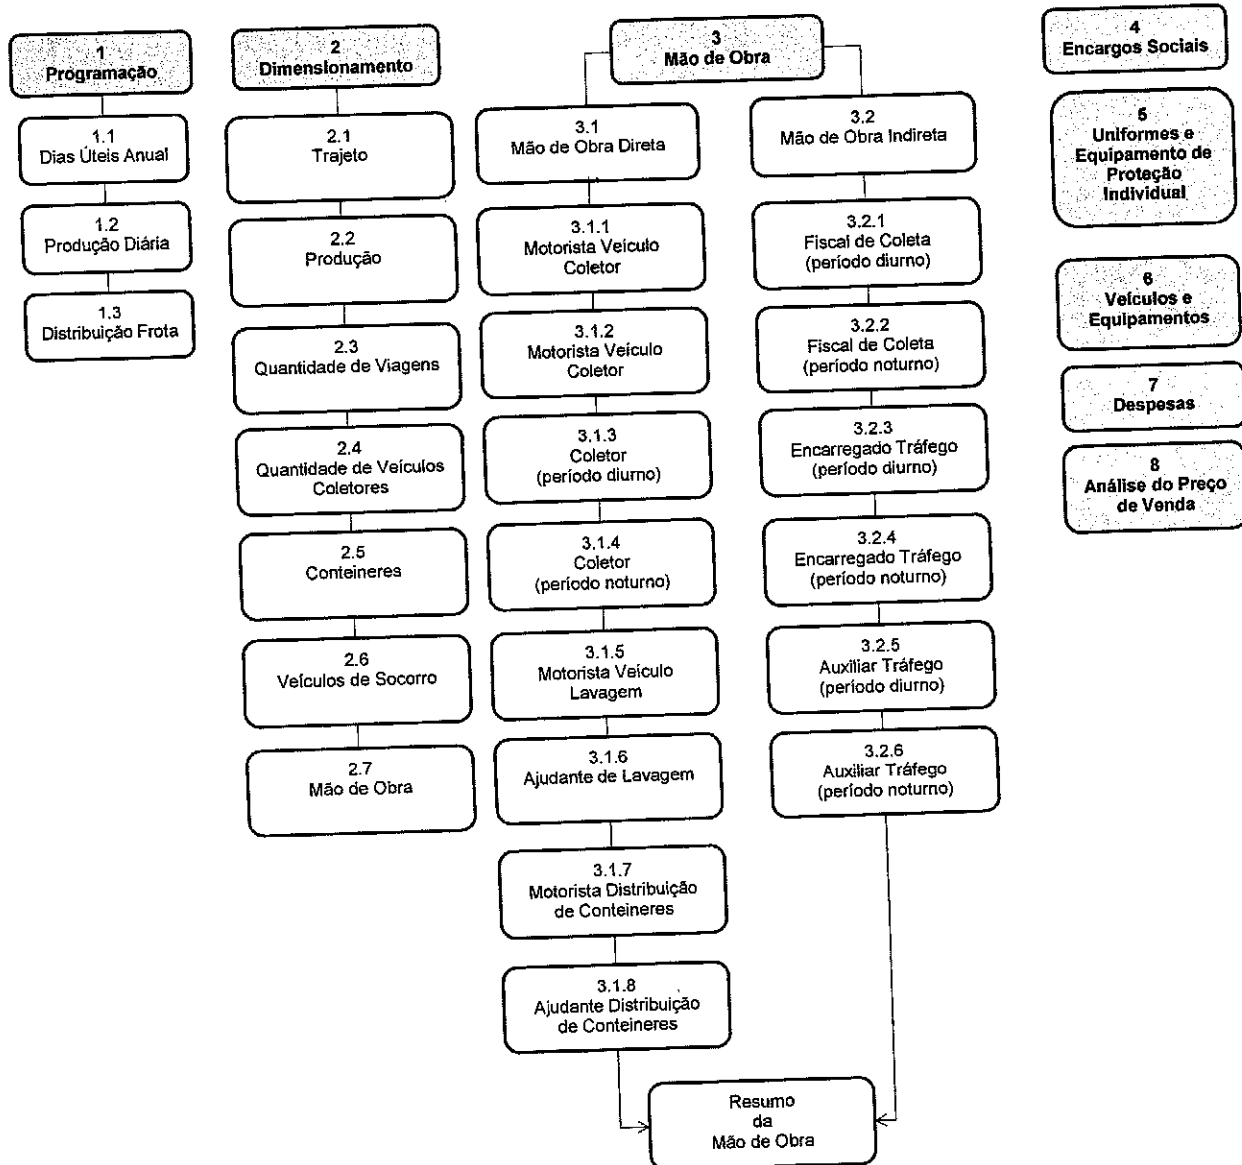 1
Programação
1.1
Dias Úteis Anual
1.2
Produção Diária
1.3
Distribuição Frota
2
Dimensionamento
2.1
Trajeto
2.2
Produção
2.3
Quantidade de Viagens
2.4
Quantidade de Veículos
Coletores
2.5
Conteineres
2.6
Veículos de Socorro
2.7
Mão de Obra
3
Mão de Obra
3.1
Mão de Obra Direta
3.1.1
Motorista Veículo
Coletor
3.1.2
Motorista Veículo
Coletor
3.1.3
Coletor
(período diurno)
3.1.4
Coletor
(período noturno)
3.1.5
Motorista Veículo
Lavagem
3.1.6
Ajudante de Lavagem
3.1.7
Motorista Distribuição
de Conteineres
3.1.8
Ajudante Distribuição
de Conteineres
3.2
Mão de Obra Indireta
3.2.1
Fiscal de Coleta
(período diurno)
3.2.2
Fiscal de Coleta
(período noturno)
3.2.3
Encarregado Tráfego
(período diurno)
3.2.4
Encarregado Tráfego
(período noturno)
3.2.5
Auxiliar Tráfego
(período diurno)
3.2.6
Auxiliar Tráfego
(período noturno)
Resumo
da
Mão de Obra
4
Encargos Sociais
5
Uniformes e
Equipamento de
Proteção
Individual
6
Veículos e
Equipamentos
7
Despesas
8
Análise do Preço
de Venda